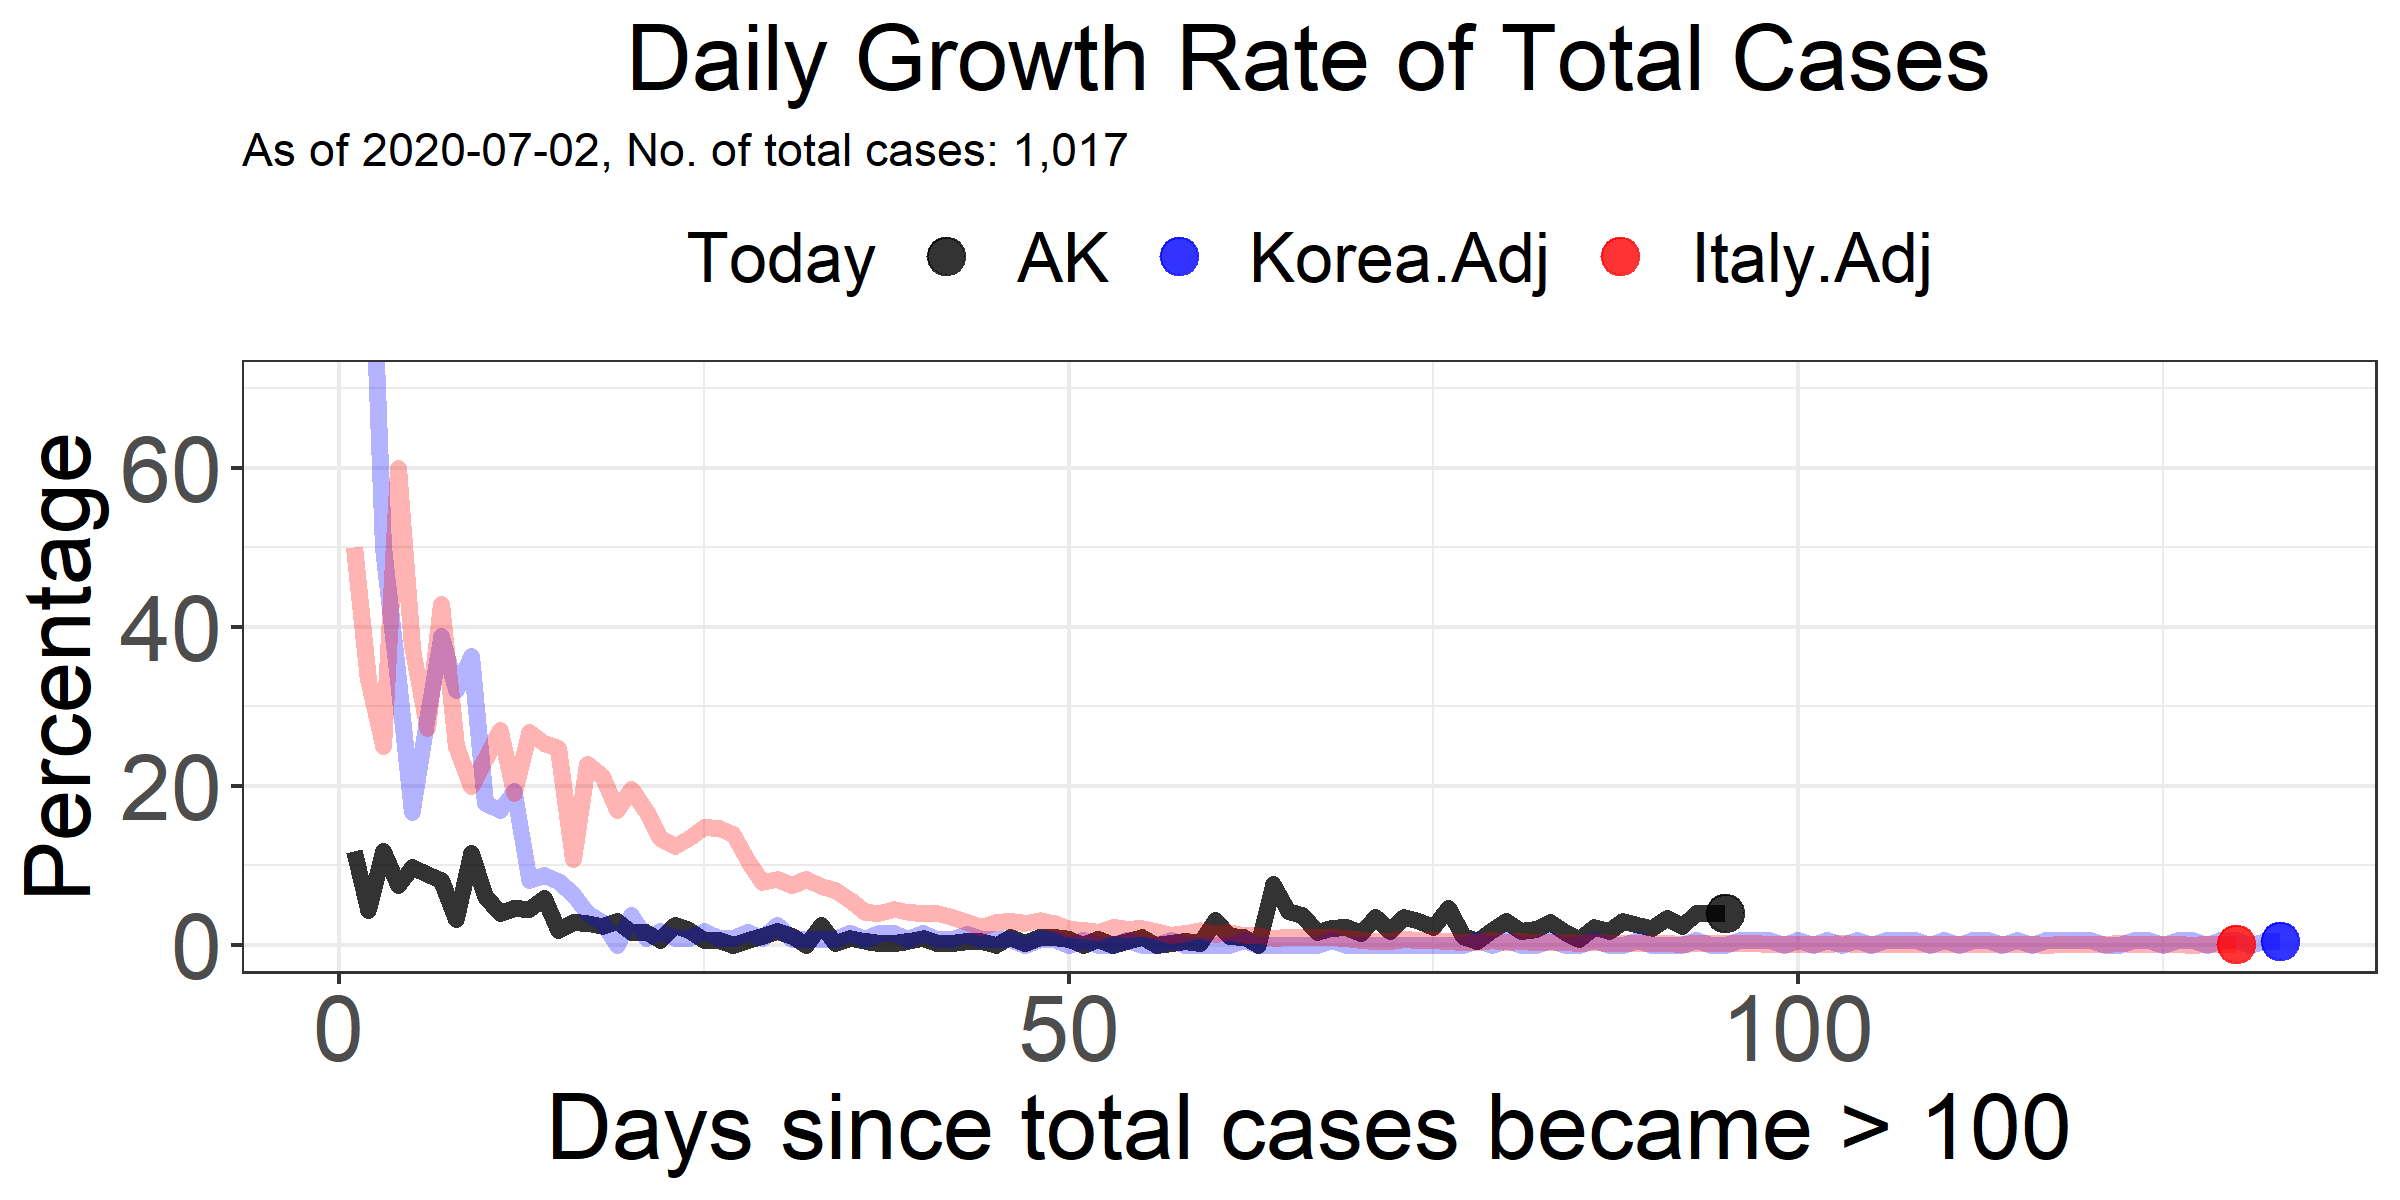 Daily Growth Rate of Total Cases
As of 2020-07-02, No. of total cases: 1,017
Today AK Korea.Adj Italy.Adj
Percentage
60
40
20
0
0 50 100
Days since total cases became > 100